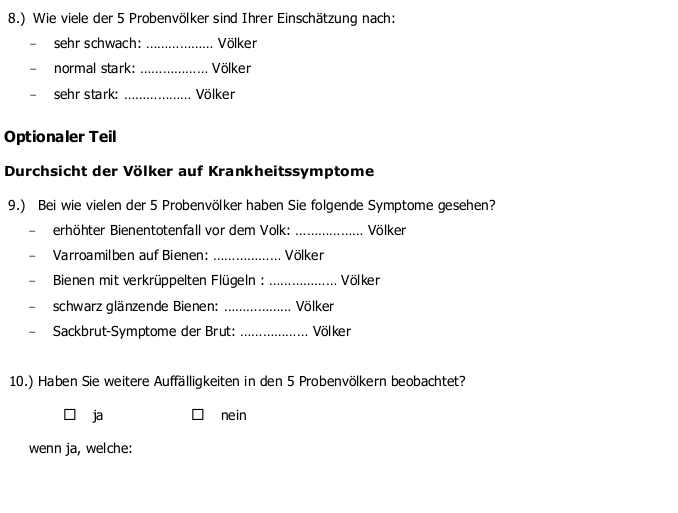 8.) Wie viele der 5 Probenvölker sind Ihrer Einschätzung nach:
– sehr schwach: .................. Völker
– normal stark: .................. Völker
– sehr stark: .................. Völker
Optionaler Teil
Durchsicht der Völker auf Krankheitssymptome
9.) Bei wie vielen der 5 Probenvölker haben Sie folgende Symptome gesehen?
– erhöhter Bienentotenfall vor dem Volk: .................. Völker
– Varroamilben auf Bienen: .................. Völker
– Bienen mit verkrüppelten Flügeln : .................. Völker
– schwarz glänzende Bienen: .................. Völker
– Sackbrut-Symptome der Brut: .................. Völker
10.) Haben Sie weitere Auffälligkeiten in den 5 Probenvölkern beobachtet?
☐ ja ☐ nein
wenn ja, welche: